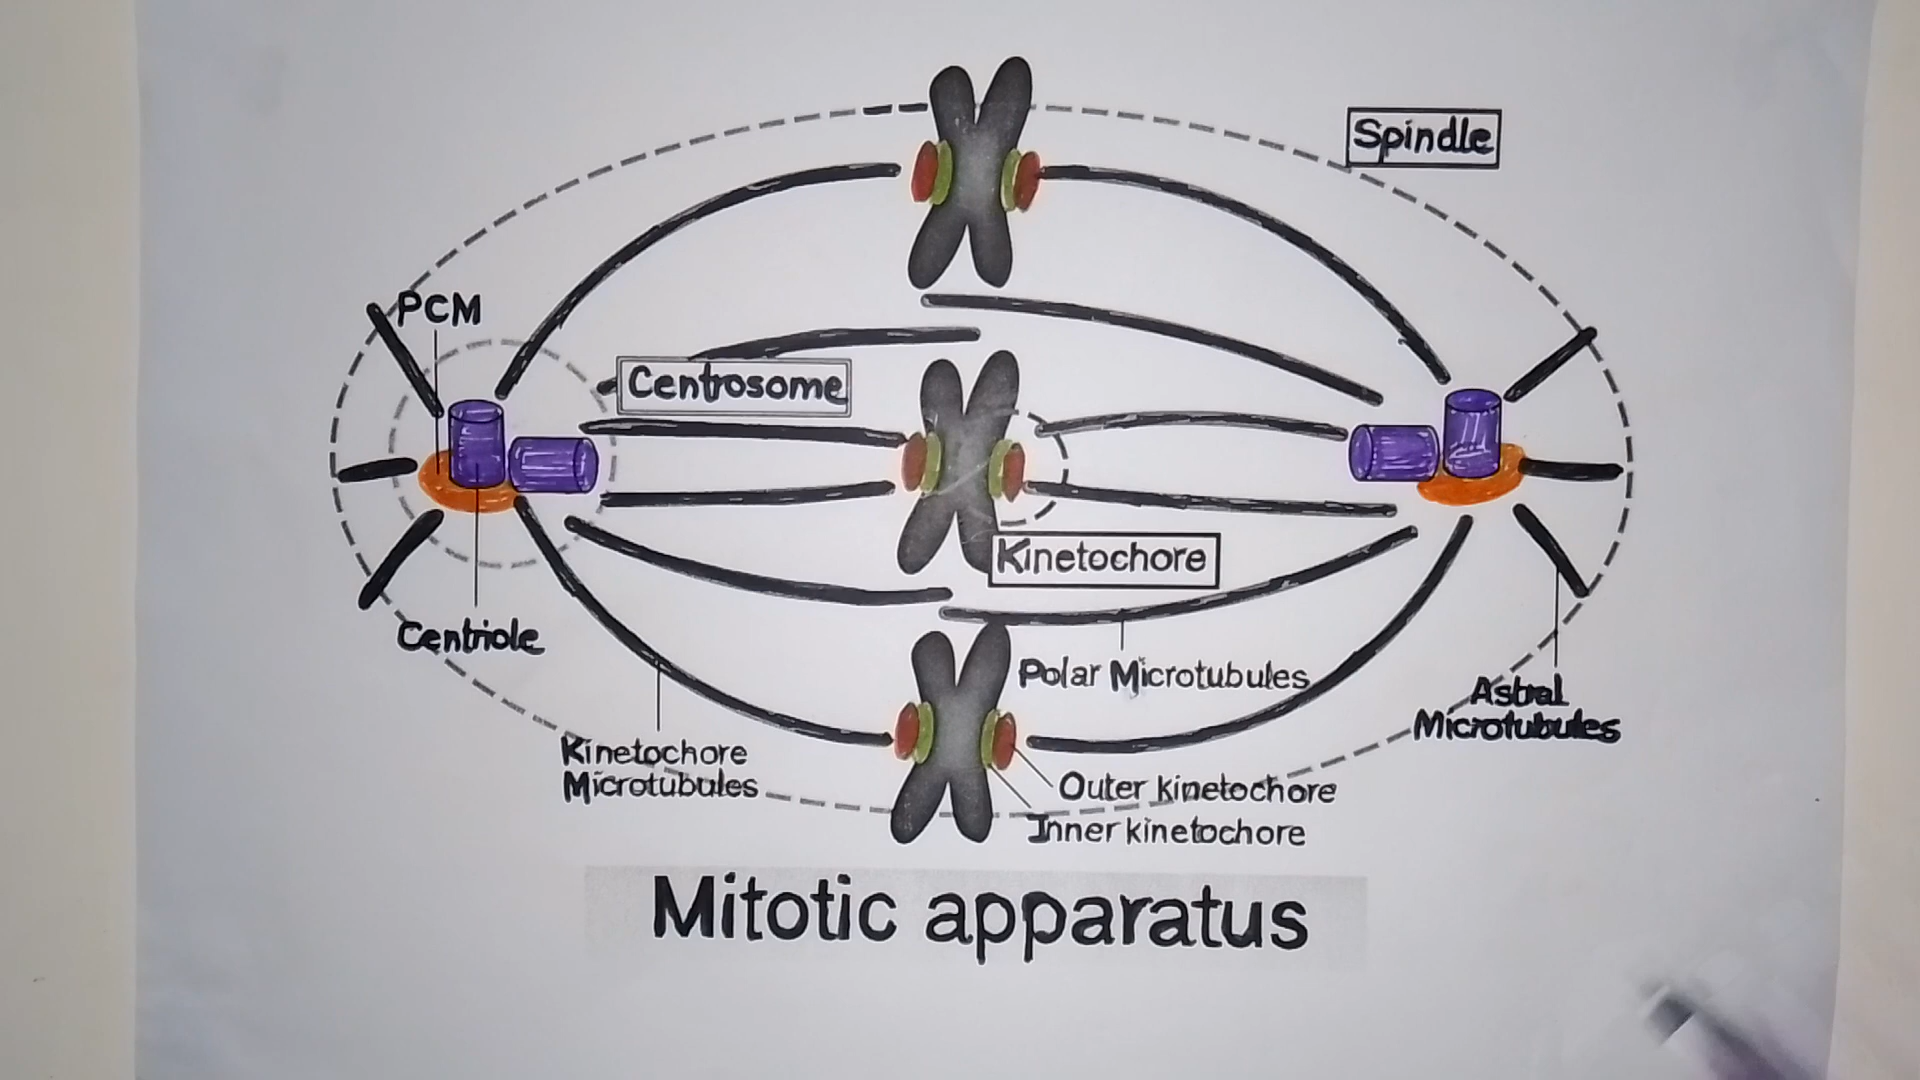 Spindle
PCM
Centrosome
Kinetochore
Centriole
Polar Microtubules
Astral
Microtubules
Kinetochore
Microtubules
Outer kinetochore
Inner kinetochore
Mitotic apparatus